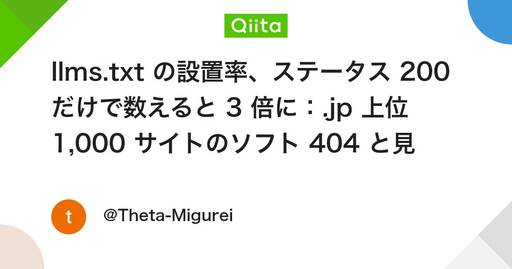 Qiita
llms.txt の設置率、ステータス 200
だけで数えると 3 倍に：.jp 上位
1,000 サイトのソフト 404 と見
t
@Theta-Migurei